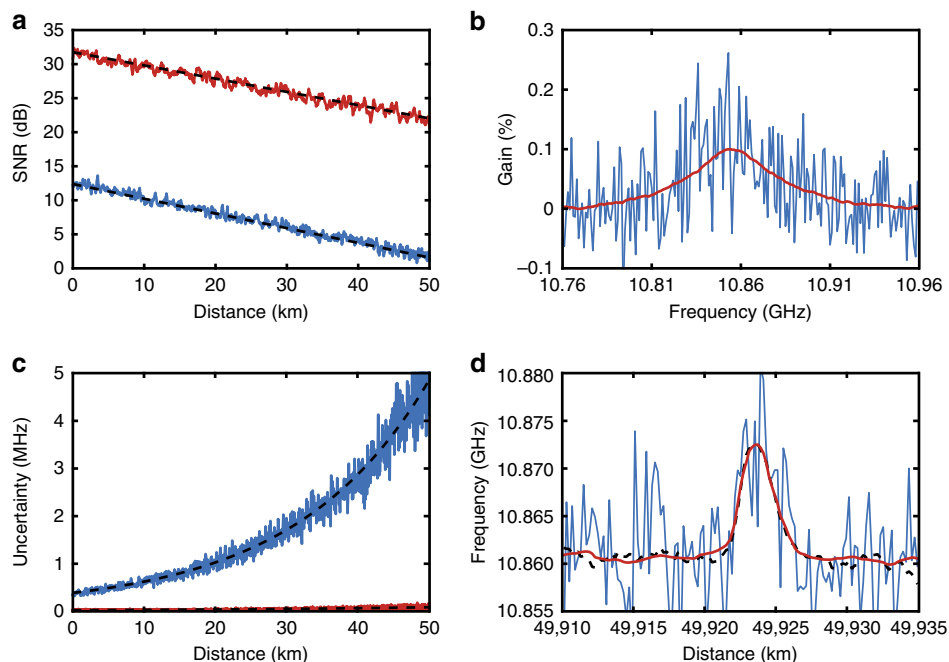 a
35
30
25
20
15
10
5
0
SNR (dB)
0 10 20 30 40 50
Distance (km)
b
0.3
0.2
0.1
0
–0.1
Gain (%)
10.76 10.81 10.86 10.91 10.96
Frequency (GHz)
c
5
4
3
2
1
0
Uncertainty (MHz)
0 10 20 30 40 50
Distance (km)
d
10.880
10.875
10.870
10.865
10.860
10.855
Frequency (GHz)
49,910 49,915 49,920 49,925 49,930 49,935
Distance (km)